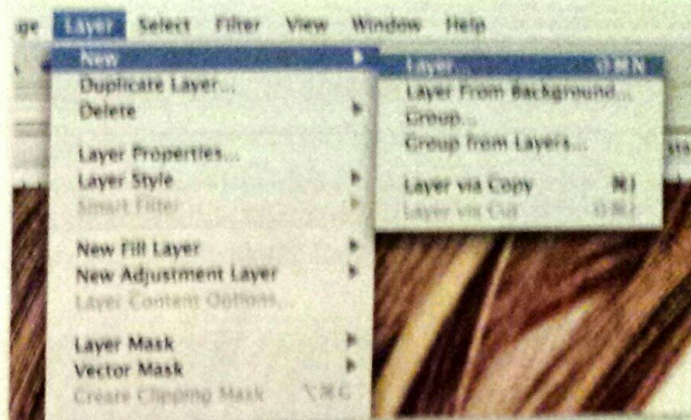 ge Layer Select Filter View Window Help
New
Duplicate Layer...
Delete
Layer Properties...
Layer Style
Smart Filter
New Fill Layer
New Adjustment Layer
Layer Content Options...
Layer Mask
Vector Mask
Create Clipping Mask ⌥⌘G
Layer... ⇧⌘N
Layer From Background...
Group...
Group from Layers...
Layer via Copy ⌘J
Layer via Cut ⇧⌘J